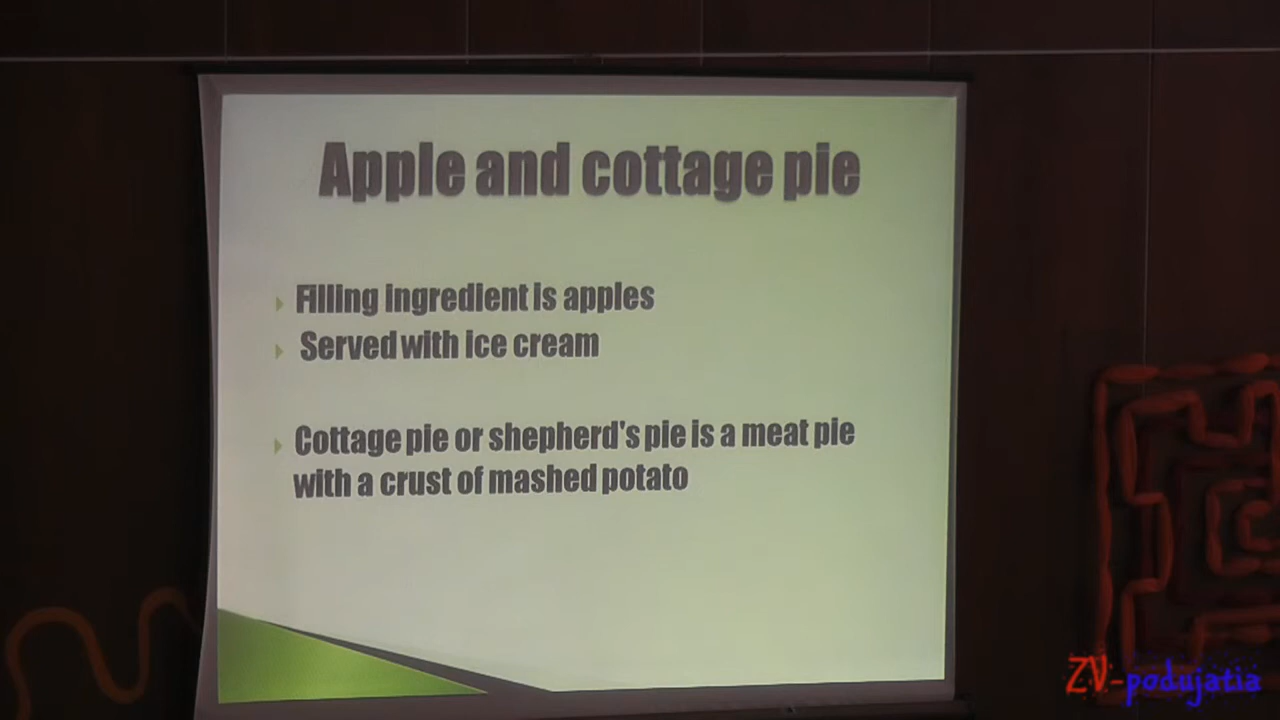 Apple and cottage pie
Filling ingredient is apples
Served with ice cream
Cottage pie or shepherd's pie is a meat pie
with a crust of mashed potato
ZV-podujatia